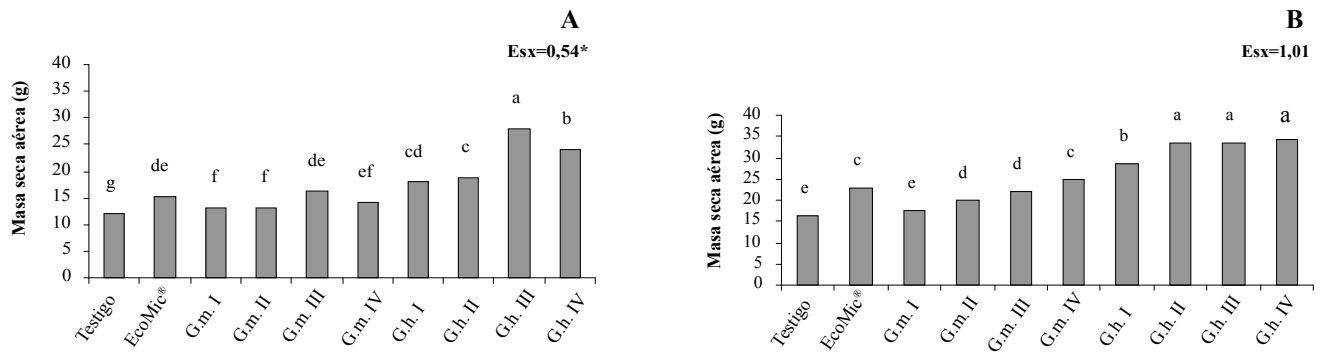 A
Esx=0,54*
Masa seca aérea (g)
40
35
30
25
20
15
10
5
0
g
de
f
f
de
ef
cd
c
a
b
Testigo
EcoMic®
G.m. I
G.m. II
G.m. III
G.m. IV
G.h. I
G.h. II
G.h. III
G.h. IV
B
Esx=1,01
Masa seca aérea (g)
40
35
30
25
20
15
10
5
0
e
c
e
d
d
c
b
a
a
a
Testigo
EcoMic®
G.m. I
G.m. II
G.m. III
G.m. IV
G.h. I
G.h. II
G.h. III
G.h. IV